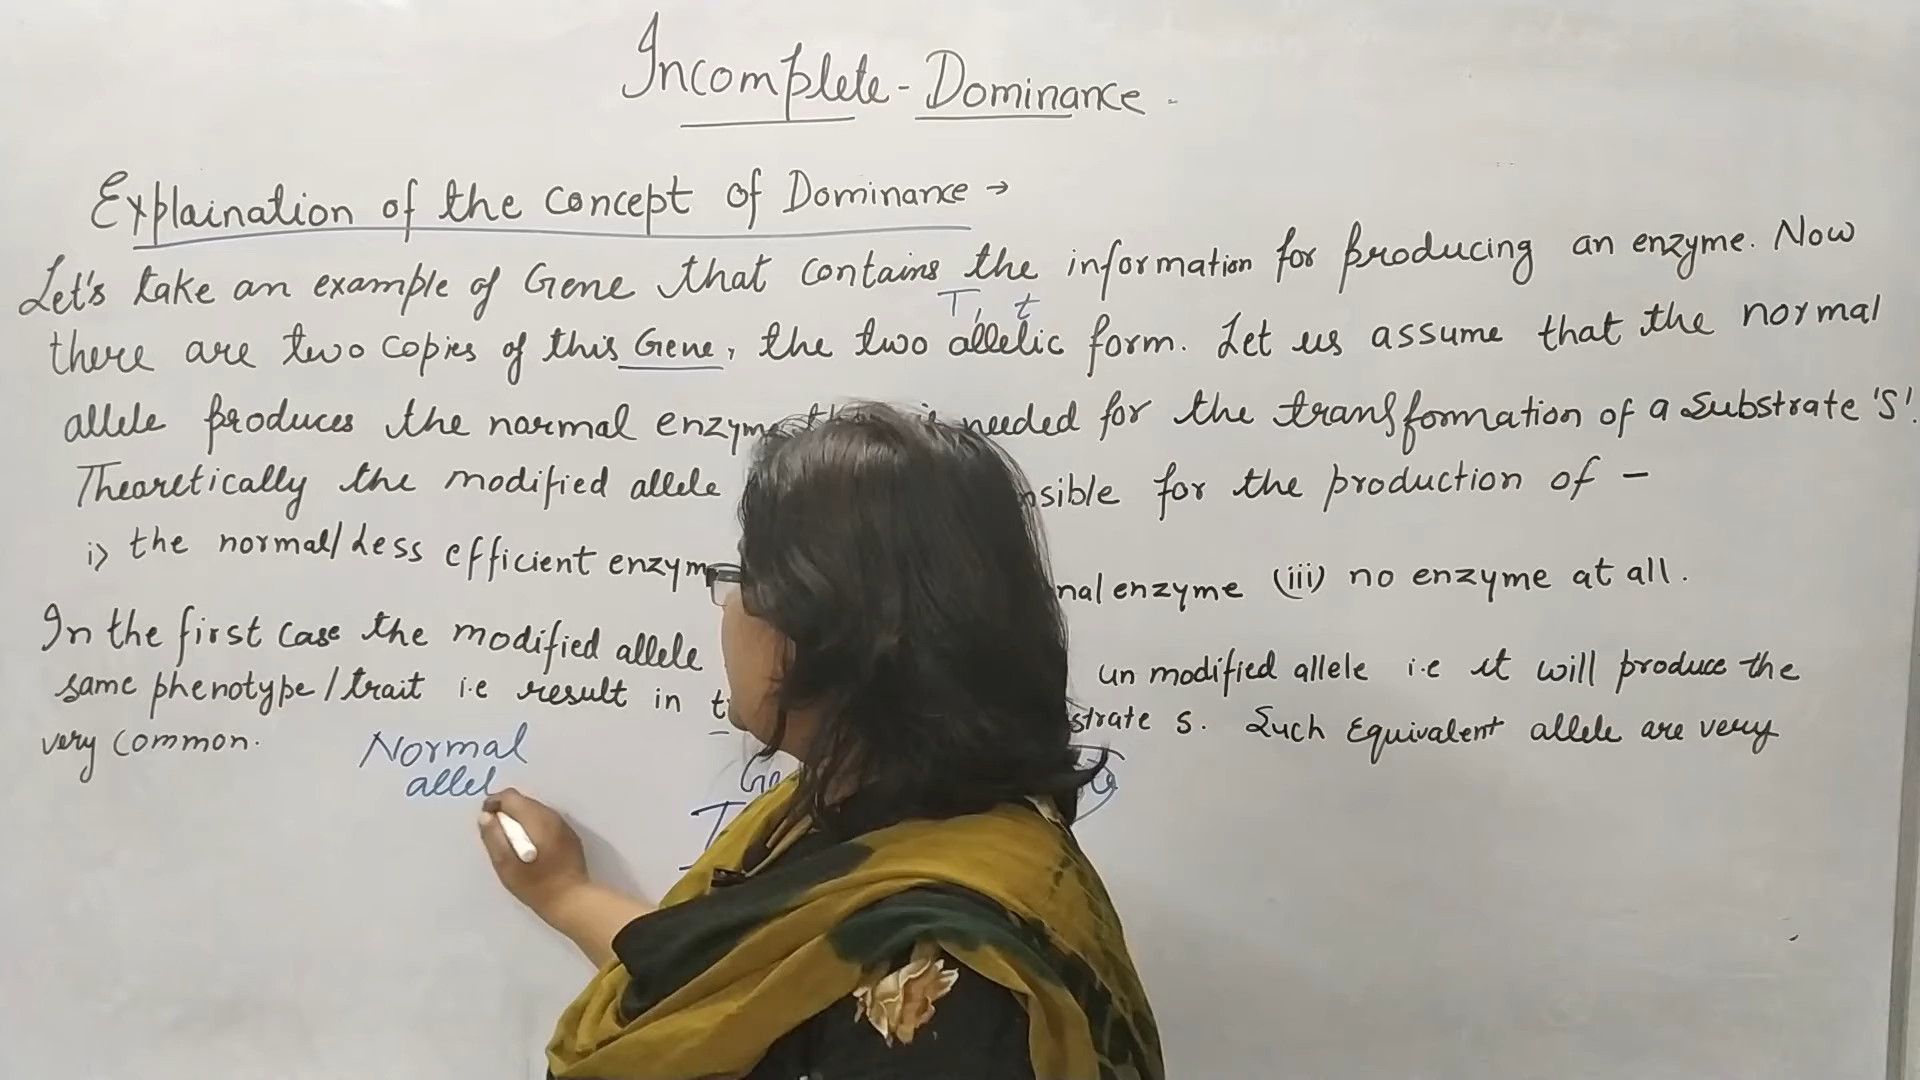 Incomplete - Dominance -
Explaination of the concept of Dominance →
Let's take an example of Gene that contains the information for producing an enzyme. Now
T, t
there are two copies of this Gene, the two allelic form. Let us assume that the normal
allele produces the normal enzyme needed for the transformation of a Substrate 'S'.
Thearetically the modified allele for the production of –
i) the normal/Less efficient enzyme (iii) no enzyme at all.
In the first case the modified allele un modified allele i.e it will produce the
same phenotype/trait i.e result in S. Such Equivalent allele are very
very common.
Normal
allel
T